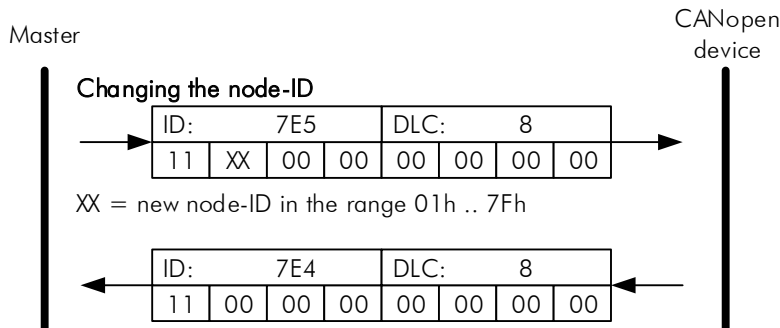 Master
CANopen
device
Changing the node-ID
ID: 7E5 DLC: 8
11 XX 00 00 00 00 00 00
XX = new node-ID in the range 01h .. 7Fh
ID: 7E4 DLC: 8
11 00 00 00 00 00 00 00